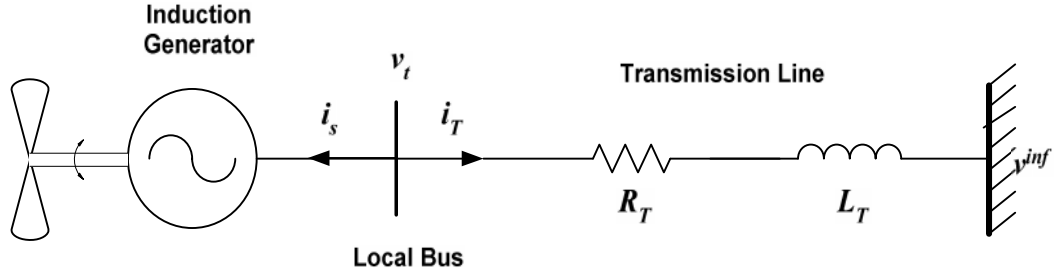 Induction
Generator
v_t
Transmission Line
i_s
i_T
v^inf
R_T
L_T
Local Bus